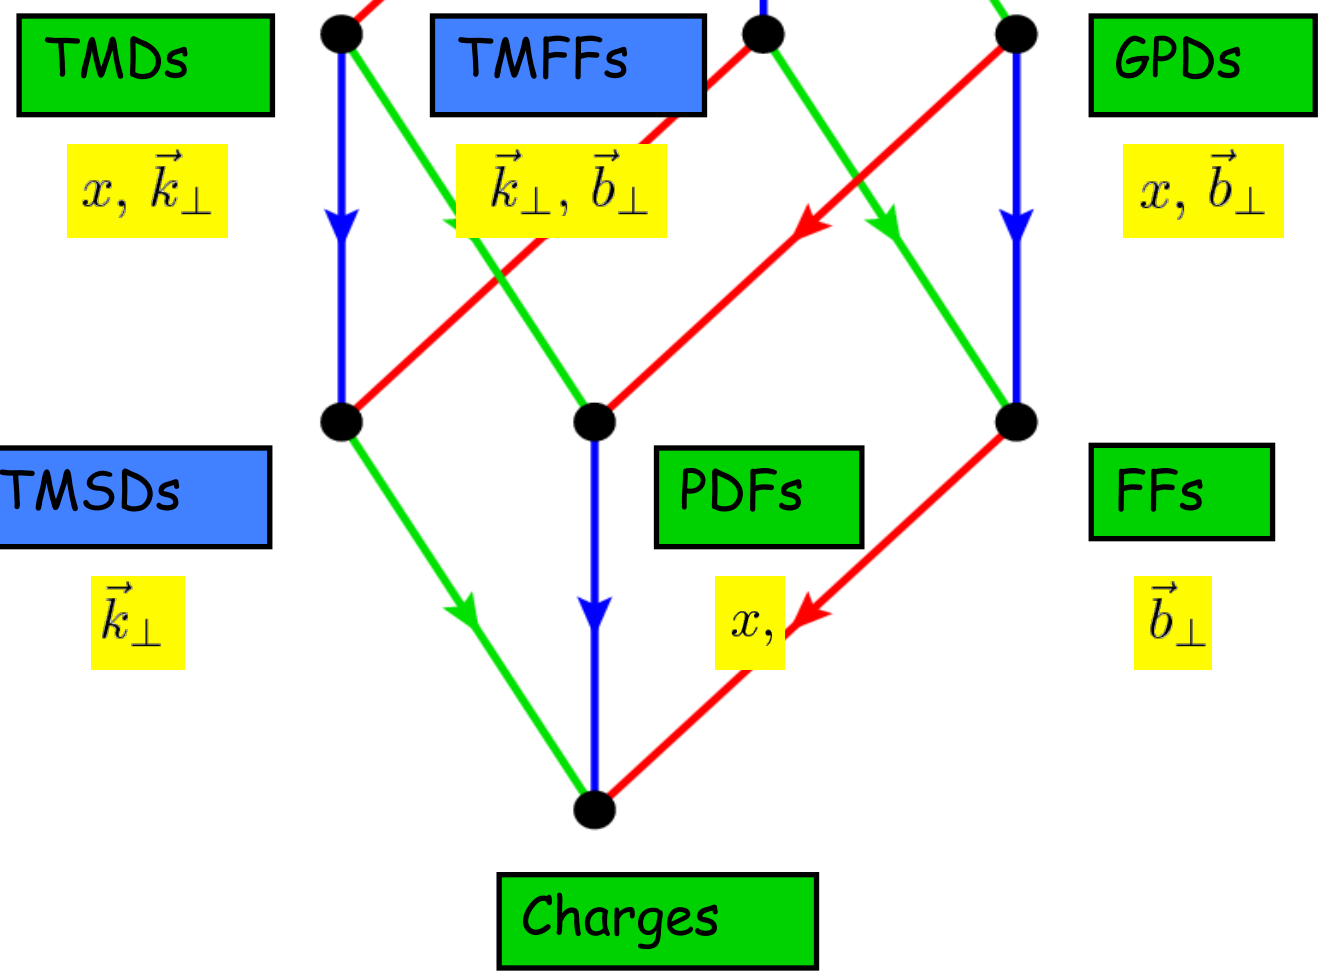 TMDs
TMFFs
GPDs
x, k⃗⊥
k⃗⊥, b⃗⊥
x, b⃗⊥
TMSDs
PDFs
FFs
k⃗⊥
x,
b⃗⊥
Charges